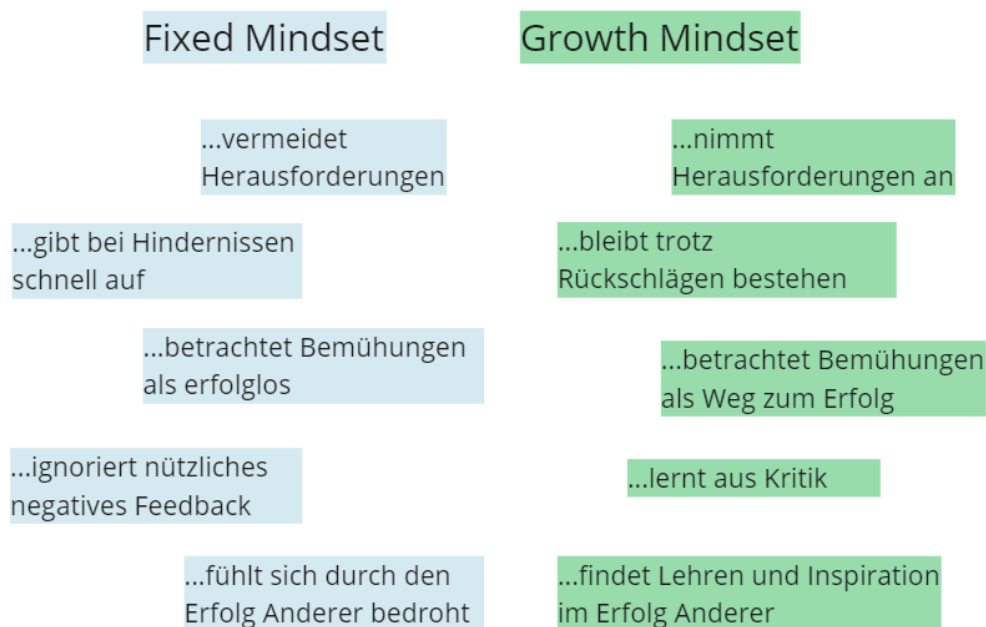 Fixed Mindset
...vermeidet
Herausforderungen
...gibt bei Hindernissen
schnell auf
...betrachtet Bemühungen
als erfolglos
...ignoriert nützliches
negatives Feedback
...fühlt sich durch den
Erfolg Anderer bedroht
Growth Mindset
...nimmt
Herausforderungen an
...bleibt trotz
Rückschlägen bestehen
...betrachtet Bemühungen
als Weg zum Erfolg
...lernt aus Kritik
...findet Lehren und Inspiration
im Erfolg Anderer